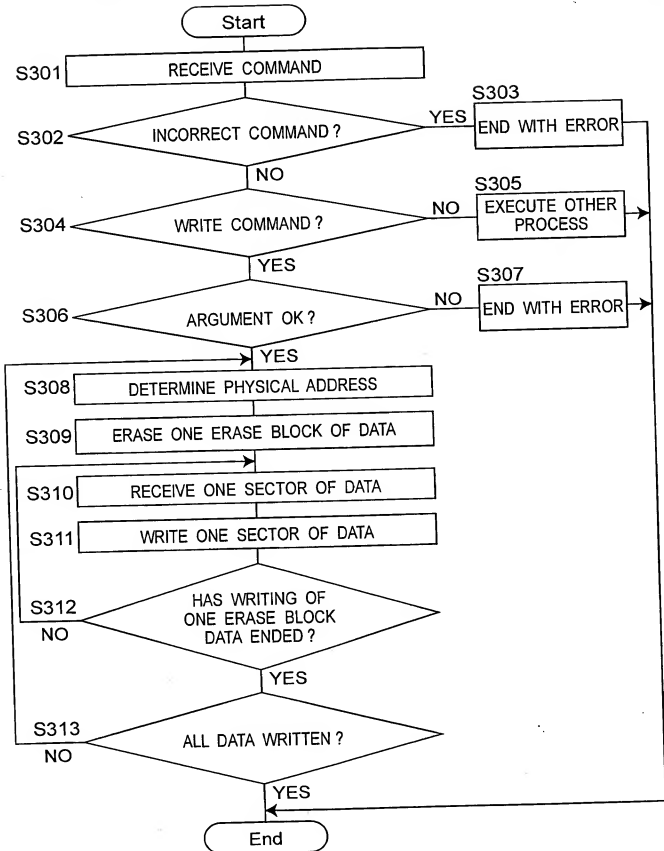 Start
S301
RECEIVE COMMAND
S302
INCORRECT COMMAND ?
YES
S303
END WITH ERROR
NO
S304
WRITE COMMAND ?
NO
S305
EXECUTE OTHER
PROCESS
YES
S306
ARGUMENT OK ?
NO
S307
END WITH ERROR
YES
S308
DETERMINE PHYSICAL ADDRESS
S309
ERASE ONE ERASE BLOCK OF DATA
S310
RECEIVE ONE SECTOR OF DATA
S311
WRITE ONE SECTOR OF DATA
S312
NO
HAS WRITING OF
ONE ERASE BLOCK
DATA ENDED ?
YES
S313
NO
ALL DATA WRITTEN ?
YES
End